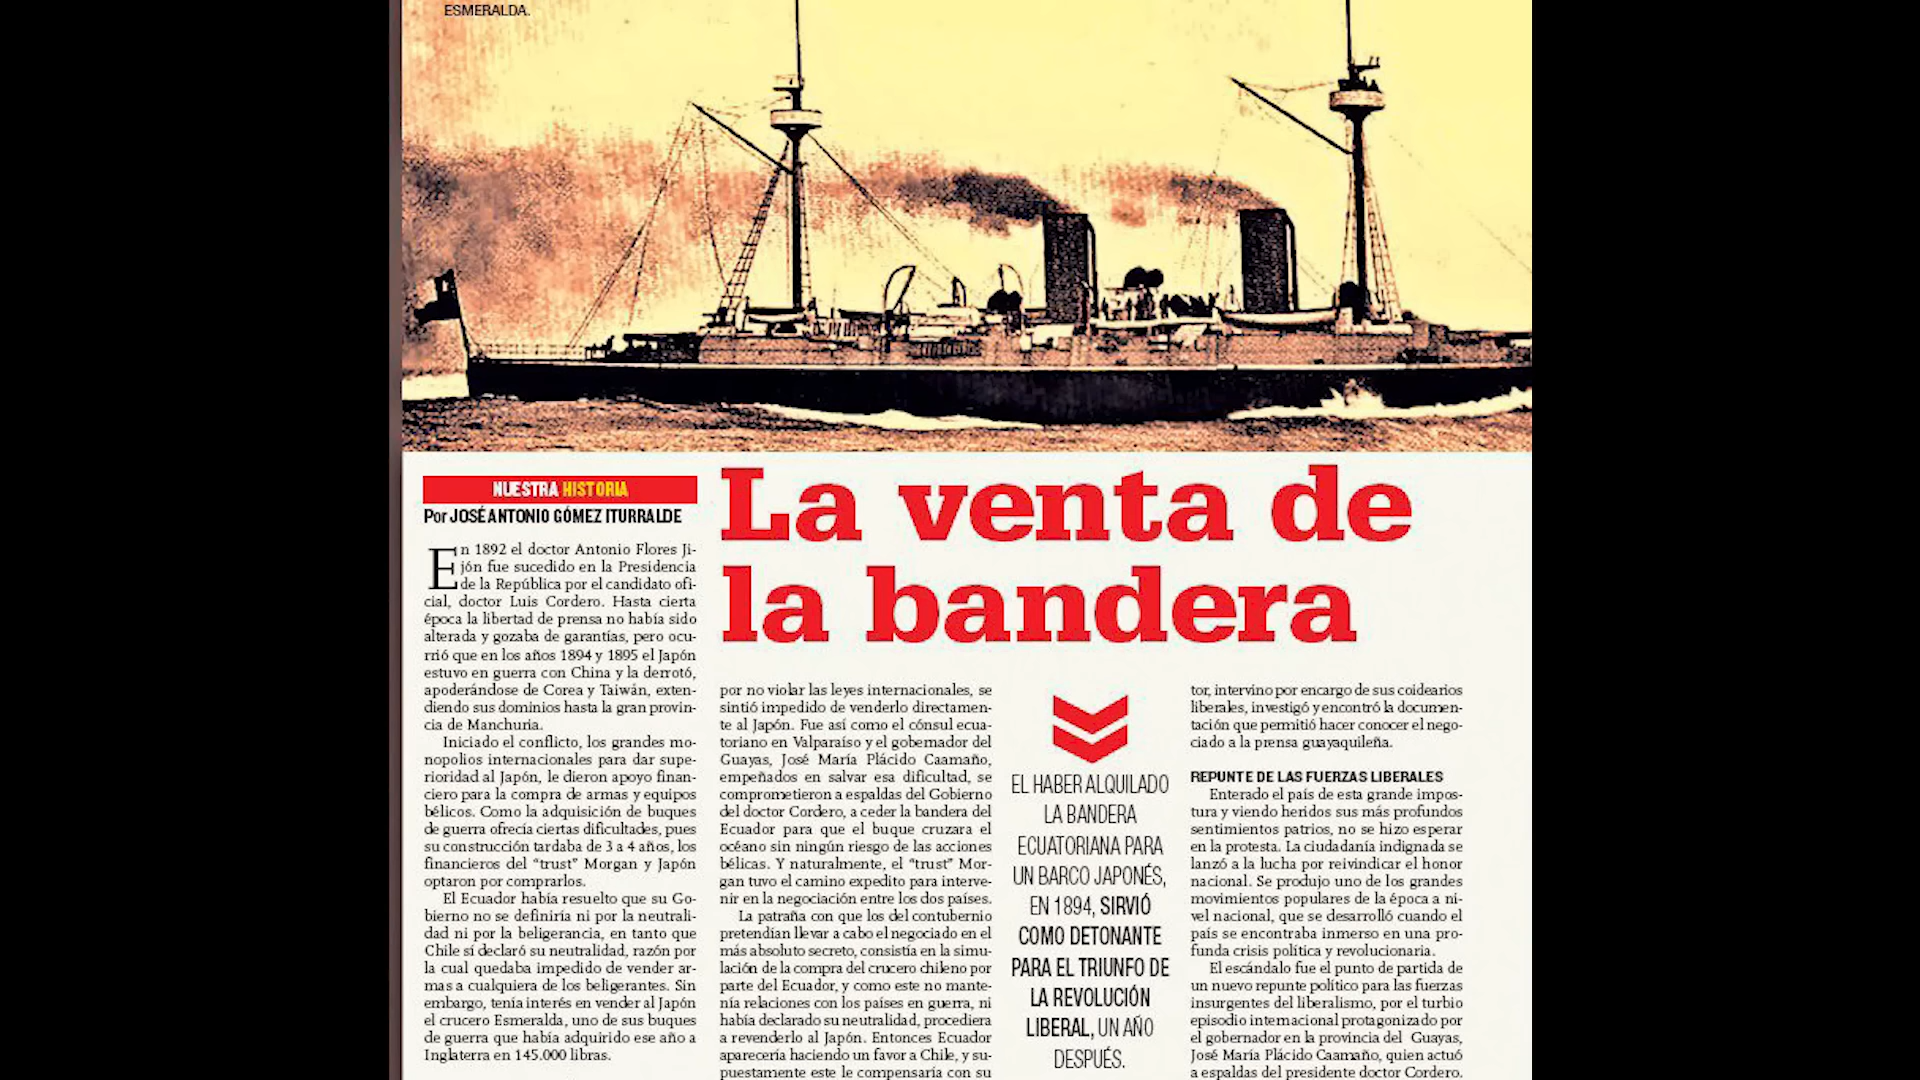 ESMERALDA.
NUESTRA HISTORIA
Por JOSÉ ANTONIO GÓMEZ ITURRALDE
La venta de
la bandera
En 1892 el doctor Antonio Flores Ji-
jón fue sucedido en la Presidencia
de la República por el candidato ofi-
cial, doctor Luis Cordero. Hasta cierta
época la libertad de prensa no había sido
alterada y gozaba de garantías, pero ocu-
rrió que en los años 1894 y 1895 el Japón
estuvo en guerra con China y la derrotó,
apoderándose de Corea y Taiwán, exten-
diendo sus dominios hasta la gran provin-
cia de Manchuria.
Iniciado el conflicto, los grandes mo-
nopolios internacionales para dar supe-
rioridad al Japón, le dieron apoyo finan-
ciero para la compra de armas y equipos
bélicos. Como la adquisición de buques
de guerra ofrecía ciertas dificultades, pues
su construcción tardaba de 3 a 4 años, los
financieros del “trust” Morgan y Japón
optaron por comprarlos.
El Ecuador había resuelto que su Go-
bierno no se definiría ni por la neutrali-
dad ni por la beligerancia, en tanto que
Chile sí declaró su neutralidad, razón por
la cual quedaba impedido de vender ar-
mas a cualquiera de los beligerantes. Sin
embargo, tenía interés en vender al Japón
el crucero Esmeralda, uno de sus buques
de guerra que había adquirido ese año a
Inglaterra en 145.000 libras.
por no violar las leyes internacionales, se
sintió impedido de venderlo directamen-
te al Japón. Fue así como el cónsul ecua-
toriano en Valparaíso y el gobernador del
Guayas, José María Plácido Caamaño,
empeñados en salvar esa dificultad, se
comprometieron a espaldas del Gobierno
del doctor Cordero, a ceder la bandera del
Ecuador para que el buque cruzara el
océano sin ningún riesgo de las acciones
bélicas. Y naturalmente, el “trust” Mor-
gan tuvo el camino expedito para interve-
nir en la negociación entre los dos países.
La patraña con que los del contubernio
pretendían llevar a cabo el negociado en el
más absoluto secreto, consistía en la simu-
lación de la compra del crucero chileno por
parte del Ecuador, y como este no mante-
nía relaciones con los países en guerra, ni
había declarado su neutralidad, procediera
a revenderlo al Japón. Entonces Ecuador
aparecería haciendo un favor a Chile, y su-
puestamente este le compensaría con su
EL HABER ALQUILADO
LA BANDERA
ECUATORIANA PARA
UN BARCO JAPONÉS,
EN 1894, SIRVIÓ
COMO DETONANTE
PARA EL TRIUNFO DE
LA REVOLUCIÓN
LIBERAL, UN AÑO
DESPUÉS.
tor, intervino por encargo de sus coidearios
liberales, investigó y encontró la documen-
tación que permitió hacer conocer el nego-
ciado a la prensa guayaquileña.
REPUNTE DE LAS FUERZAS LIBERALES
Enterado el país de esta grande impos-
tura y viendo heridos sus más profundos
sentimientos patrios, no se hizo esperar
en la protesta. La ciudadanía indignada se
lanzó a la lucha por reivindicar el honor
nacional. Se produjo uno de los grandes
movimientos populares de la época a ni-
vel nacional, que se desarrolló cuando el
país se encontraba inmerso en una pro-
funda crisis política y revolucionaria.
El escándalo fue el punto de partida de
un nuevo repunte político para las fuerzas
insurgentes del liberalismo, por el turbio
episodio internacional protagonizado por
el gobernador en la provincia del Guayas,
José María Plácido Caamaño, quien actuó
a espaldas del presidente doctor Cordero.